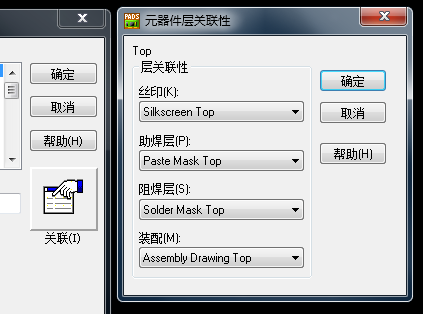 确定
取消
帮助(H)
关联(I)
PADS
元器件层关联性
Top
层关联性
丝印(K):
Silkscreen Top
助焊层(P):
Paste Mask Top
阻焊层(S):
Solder Mask Top
装配(M):
Assembly Drawing Top
确定
取消
帮助(H)